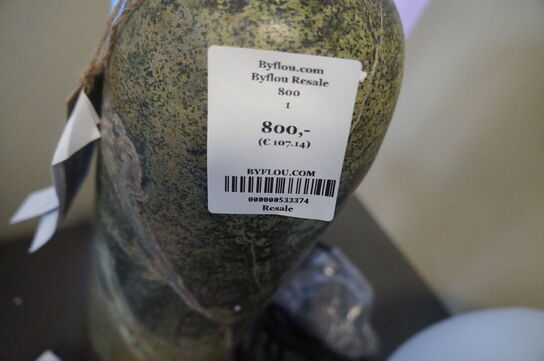 Byflou.com
Byflou Resale
800
1
800,-
(€ 107.14)
BYFLOU.COM
000000533374
Resale